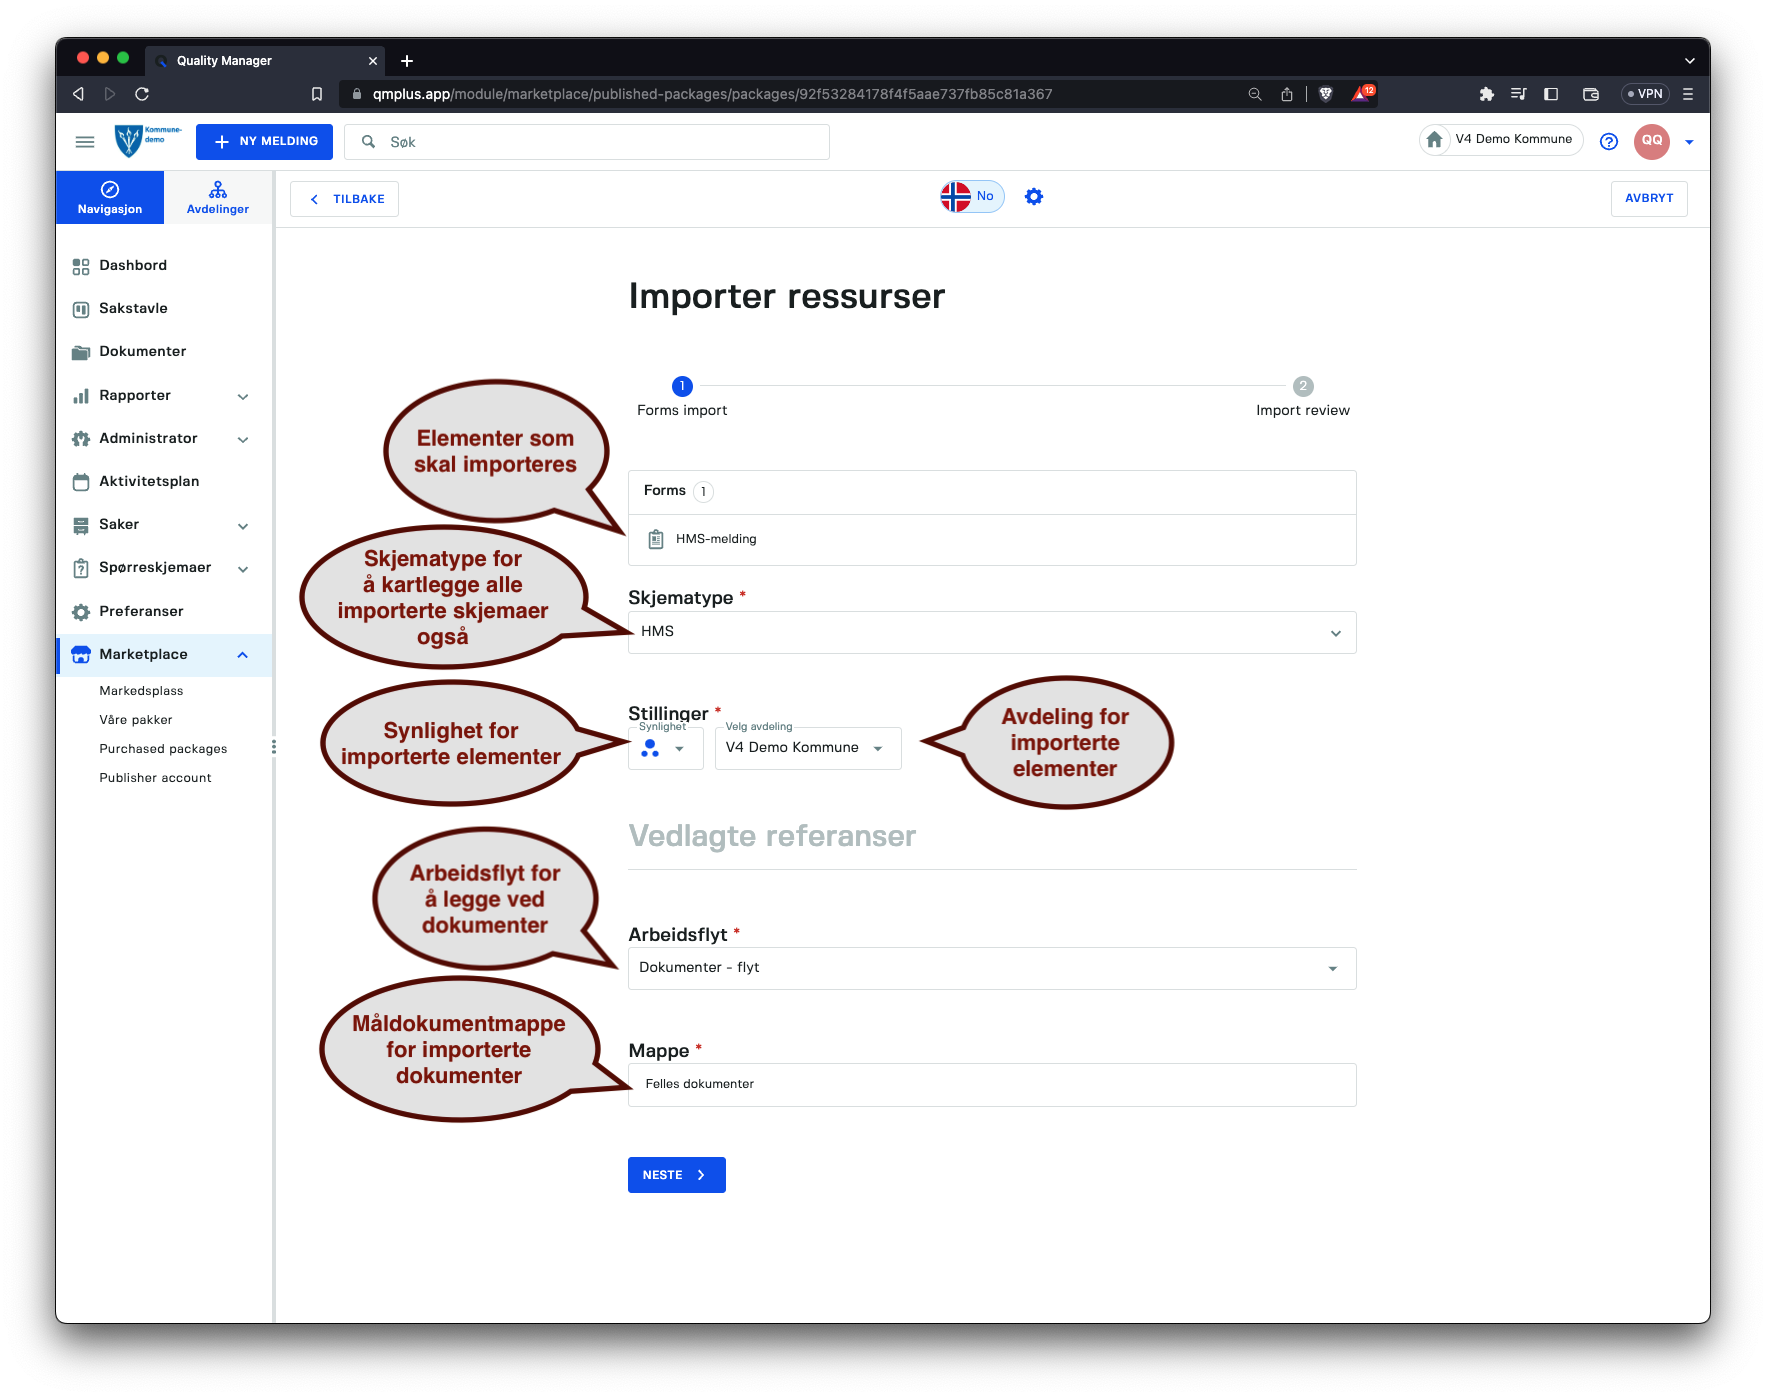 Quality Manager
qmplus.app/module/marketplace/published-packages/packages/92f53284178f4f5aae737fb85c81a367
12
VPN
Kommune-
demo
NY MELDING
Søk
V4 Demo Kommune
QQ
Navigasjon
Avdelinger
TILBAKE
No
AVBRYT
Dashbord
Sakstavle
Dokumenter
Rapporter
Administrator
Aktivitetsplan
Saker
Spørreskjemaer
Preferanser
Marketplace
Markedsplass
Våre pakker
Purchased packages
Publisher account
Importer ressurser
1
Forms import
2
Import review
Elementer som
skal importeres
Forms 1
HMS-melding
Skjematype for
å kartlegge alle
importerte skjemaer
også
Skjematype *
HMS
Synlighet for
importerte elementer
Stillinger *
Synlighet
Velg avdeling
V4 Demo Kommune
Avdeling for
importerte
elementer
Vedlagte referanser
Arbeidsflyt for
å legge ved
dokumenter
Arbeidsflyt *
Dokumenter - flyt
Måldokumentmappe
for importerte
dokumenter
Mappe *
Felles dokumenter
NESTE